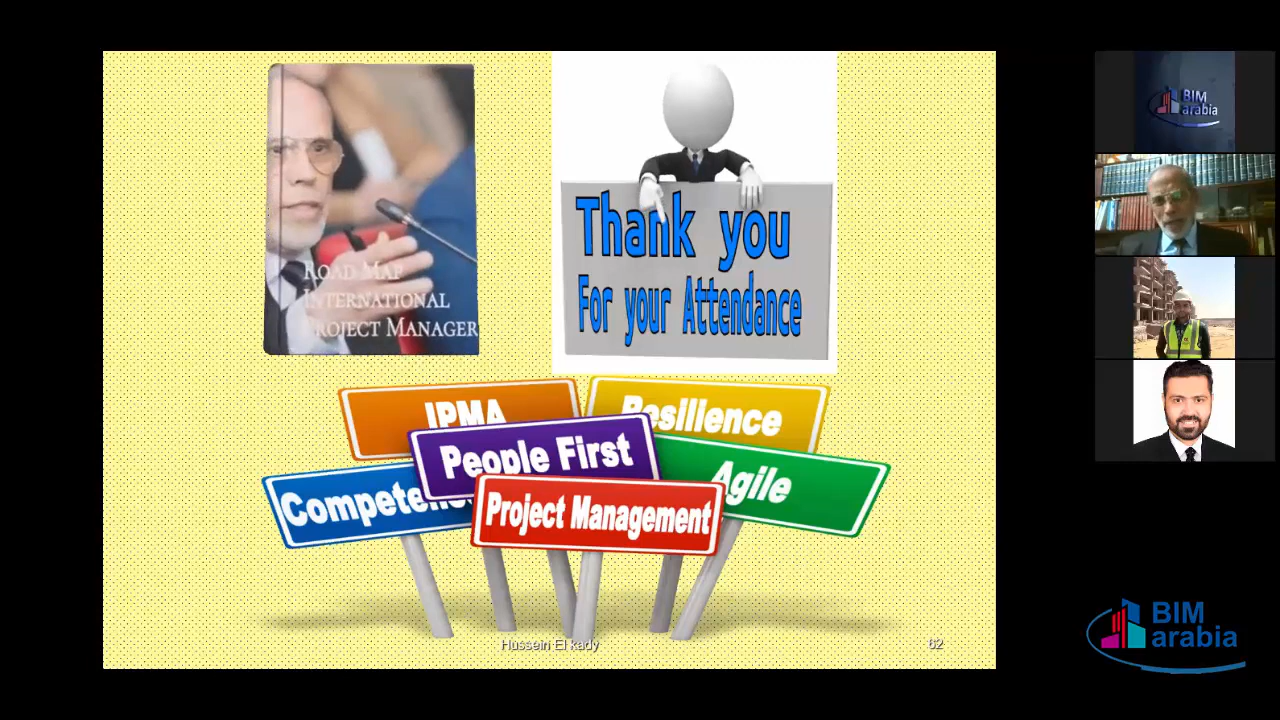 ROAD MAP
INTERNATIONAL
PROJECT MANAGER
Thank you
For your Attendance
IPMA
Resilience
People First
Agile
Project Management
Hussein El kady
62
BIM
arabia
BIM
arabia